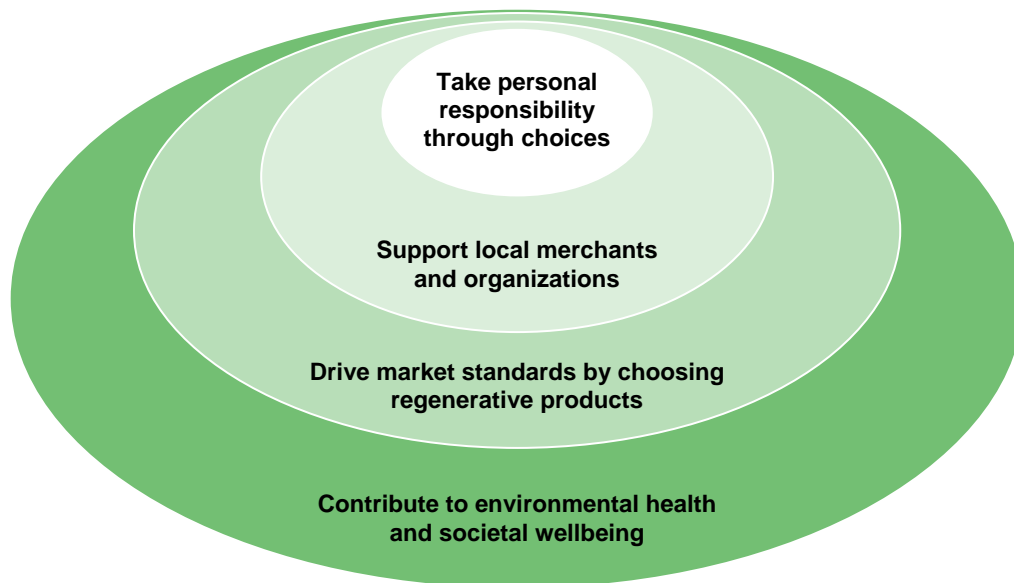 Take personal
responsibility
through choices
Support local merchants
and organizations
Drive market standards by choosing
regenerative products
Contribute to environmental health
and societal wellbeing